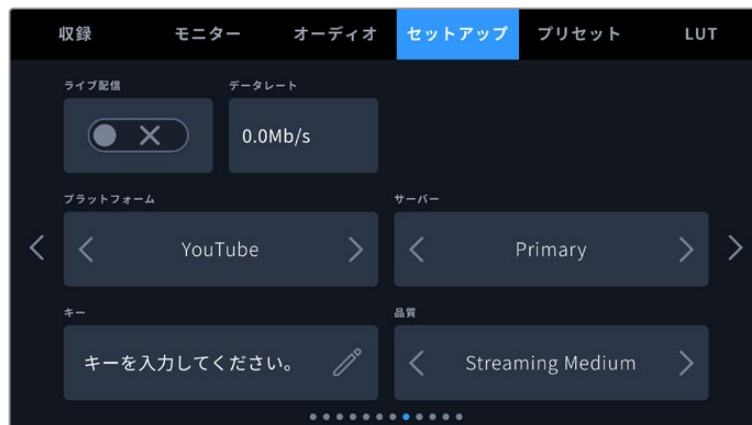 収録 モニター オーディオ セットアップ プリセット LUT
ライブ配信 データレート
0.0Mb/s
プラットフォーム サーバー
YouTube Primary
キー 品質
キーを入力してください。 Streaming Medium